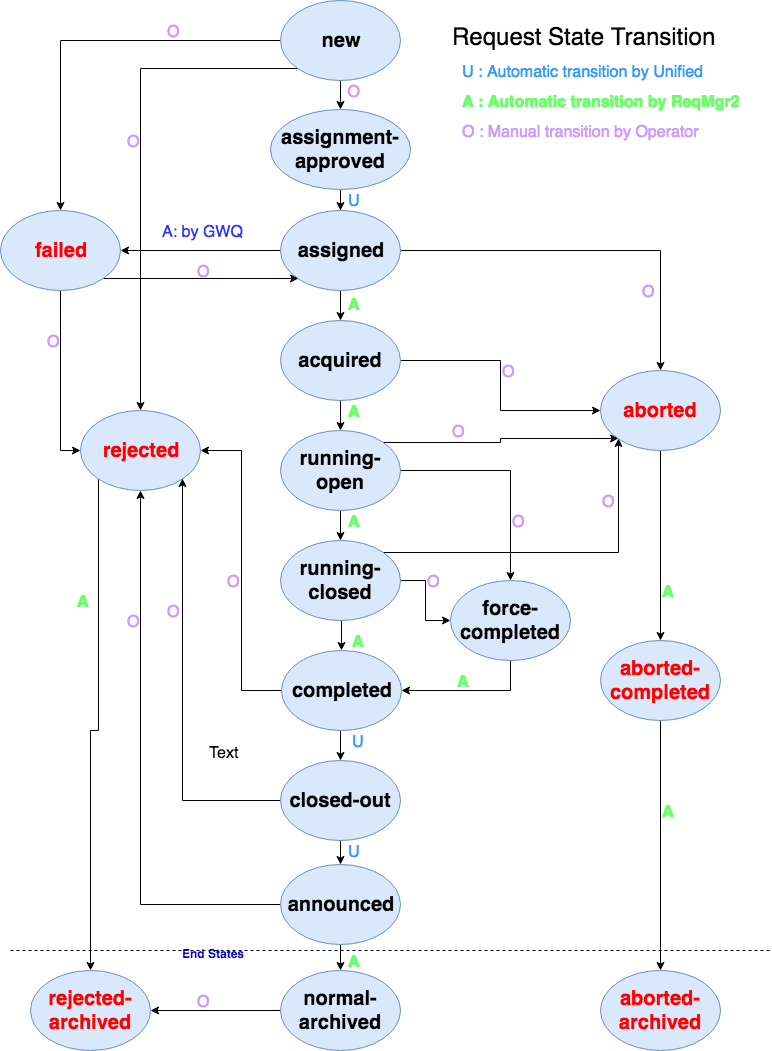 O
new
Request State Transition
U : Automatic transition by Unified
O
A : Automatic transition by ReqMgr2
O
assignment-
approved
O : Manual transition by Operator
U
A: by GWQ
failed
assigned
O
O
A
O
acquired
O
A
aborted
O
rejected
running-
open
O
O
A
running-
closed
O
A
O
O
O
force-
completed
A
O
A
completed
A
aborted-
completed
U
Text
closed-out
A
U
announced
End States
A
rejected-
archived
O
normal-
archived
aborted-
archived